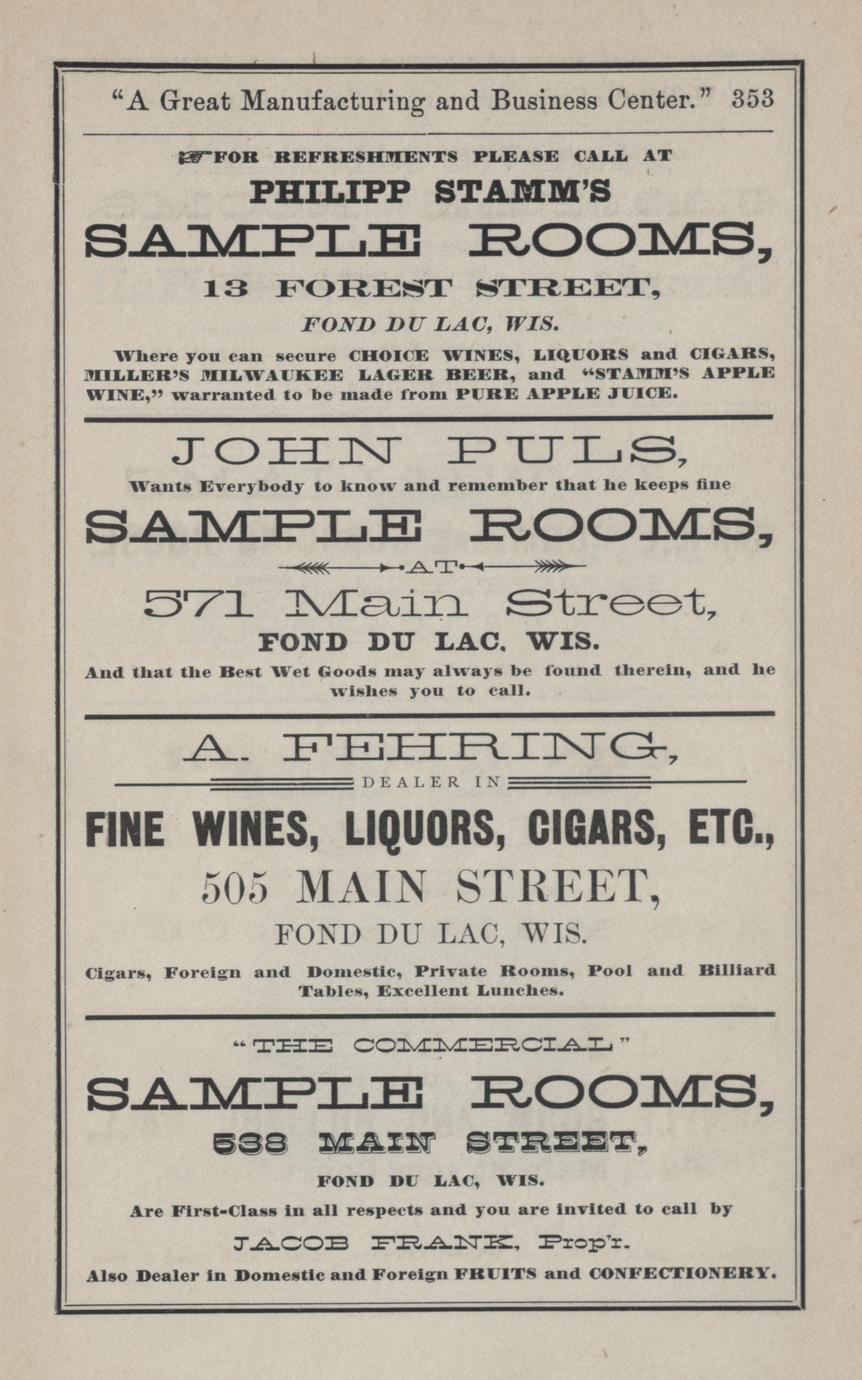 "A Great Manufacturing and Business Center." 353
☞FOR REFRESHMENTS PLEASE CALL AT
PHILIPP STAMM'S
SAMPLE ROOMS,
13 FOREST STREET,
FOND DU LAC, WIS.
Where you can secure CHOICE WINES, LIQUORS and CIGARS,
MILLER'S MILWAUKEE LAGER BEER, and "STAMM'S APPLE
WINE," warranted to be made from PURE APPLE JUICE.
JOHN PULS,
Wants Everybody to know and remember that he keeps fine
SAMPLE ROOMS,
AT
571 Main Street,
FOND DU LAC. WIS.
And that the Best Wet Goods may always be found therein, and he
wishes you to call.
A. FEHRING,
DEALER IN
FINE WINES, LIQUORS, CIGARS, ETC.,
505 MAIN STREET,
FOND DU LAC, WIS.
Cigars, Foreign and Domestic, Private Rooms, Pool and Billiard
Tables, Excellent Lunches.
"THE COMMERCIAL"
SAMPLE ROOMS,
538 MAIN STREET,
FOND DU LAC, WIS.
Are First-Class in all respects and you are invited to call by
JACOB FRANK, Prop'r.
Also Dealer in Domestic and Foreign FRUITS and CONFECTIONERY.